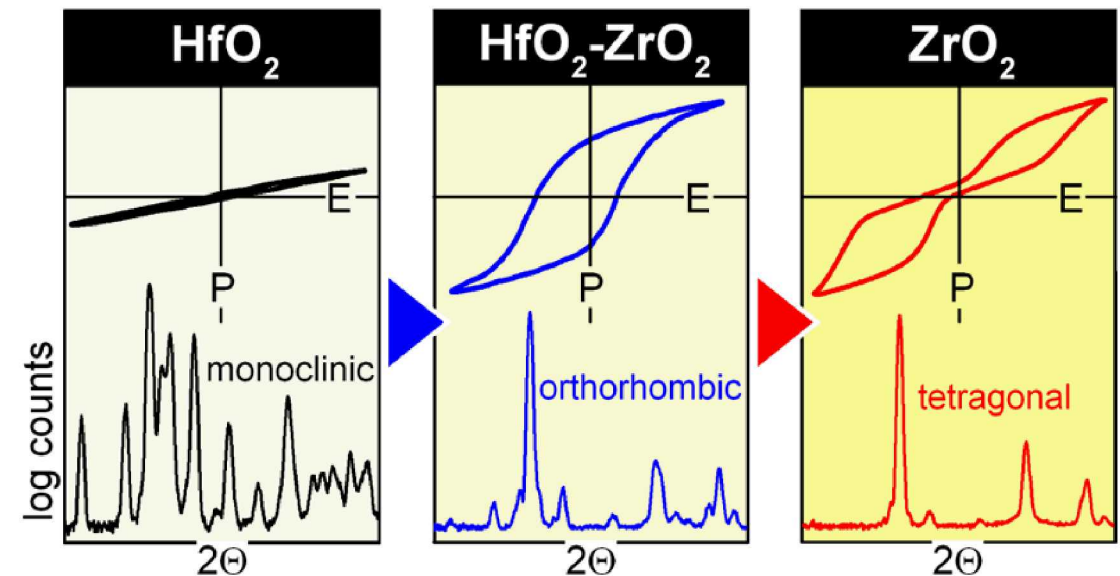 HfO₂
HfO₂-ZrO₂
ZrO₂
E
P
E
P
E
P
monoclinic
orthorhombic
tetragonal
log counts
2Θ
2Θ
2Θ